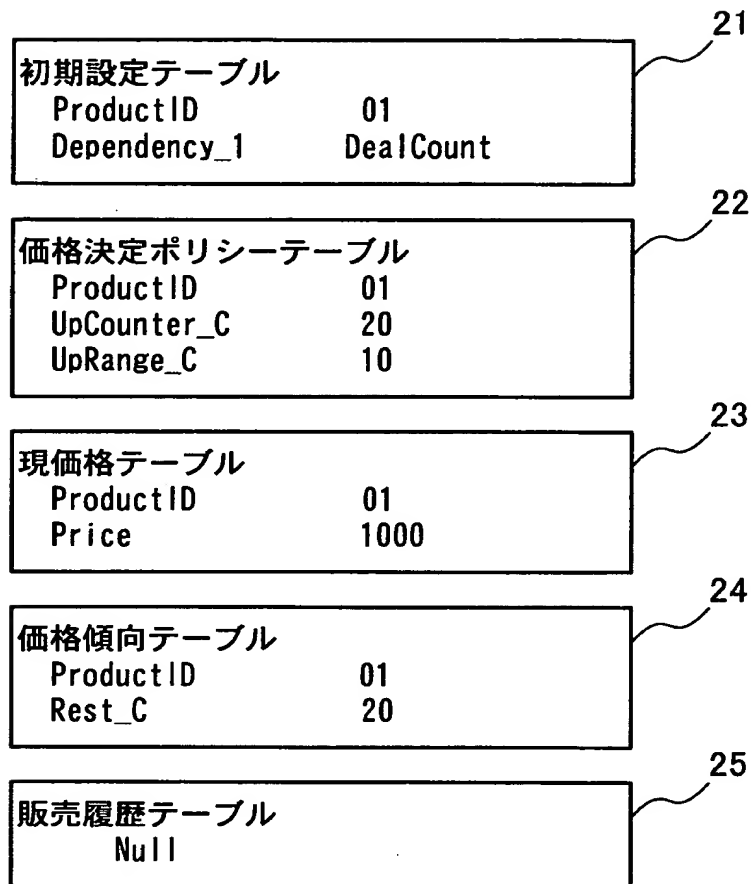 21
初期設定テーブル
ProductID 01
Dependency_1 DealCount
22
価格決定ポリシーテーブル
ProductID 01
UpCounter_C 20
UpRange_C 10
23
現価格テーブル
ProductID 01
Price 1000
24
価格傾向テーブル
ProductID 01
Rest_C 20
25
販売履歴テーブル
Null